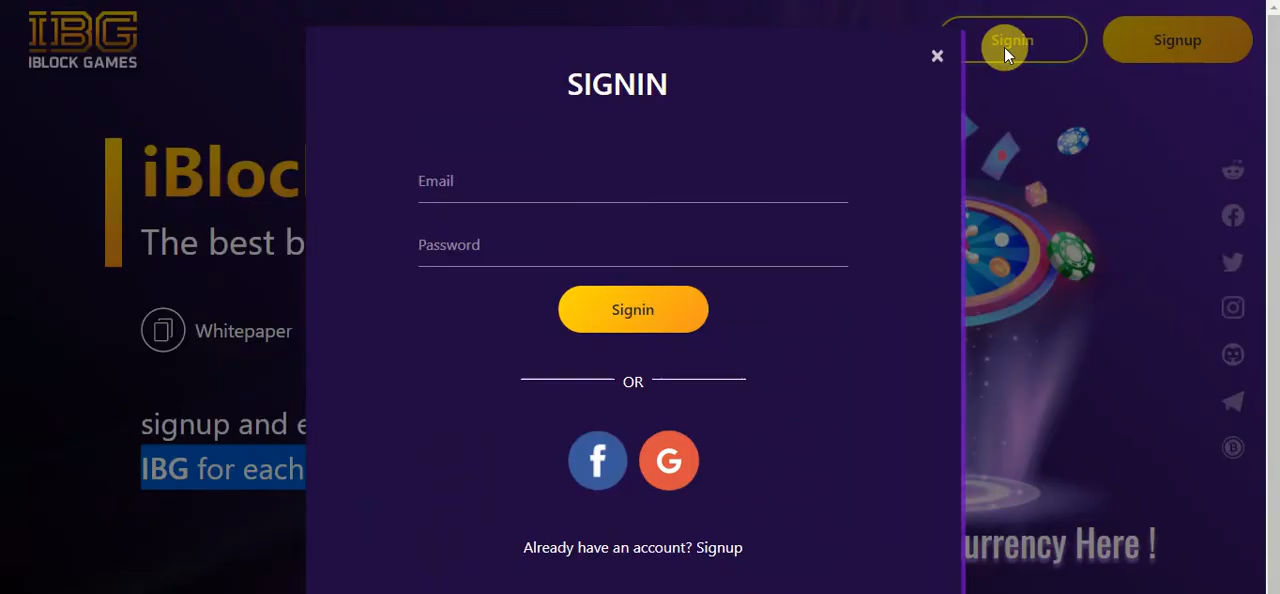 IBG
IBLOCK GAMES
Signin
Signup
×
SIGNIN
iBloc
Email
The best b
Password
Signin
Whitepaper
OR
signup and e
IBG for each
f
G
Already have an account? Signup
urrency Here !